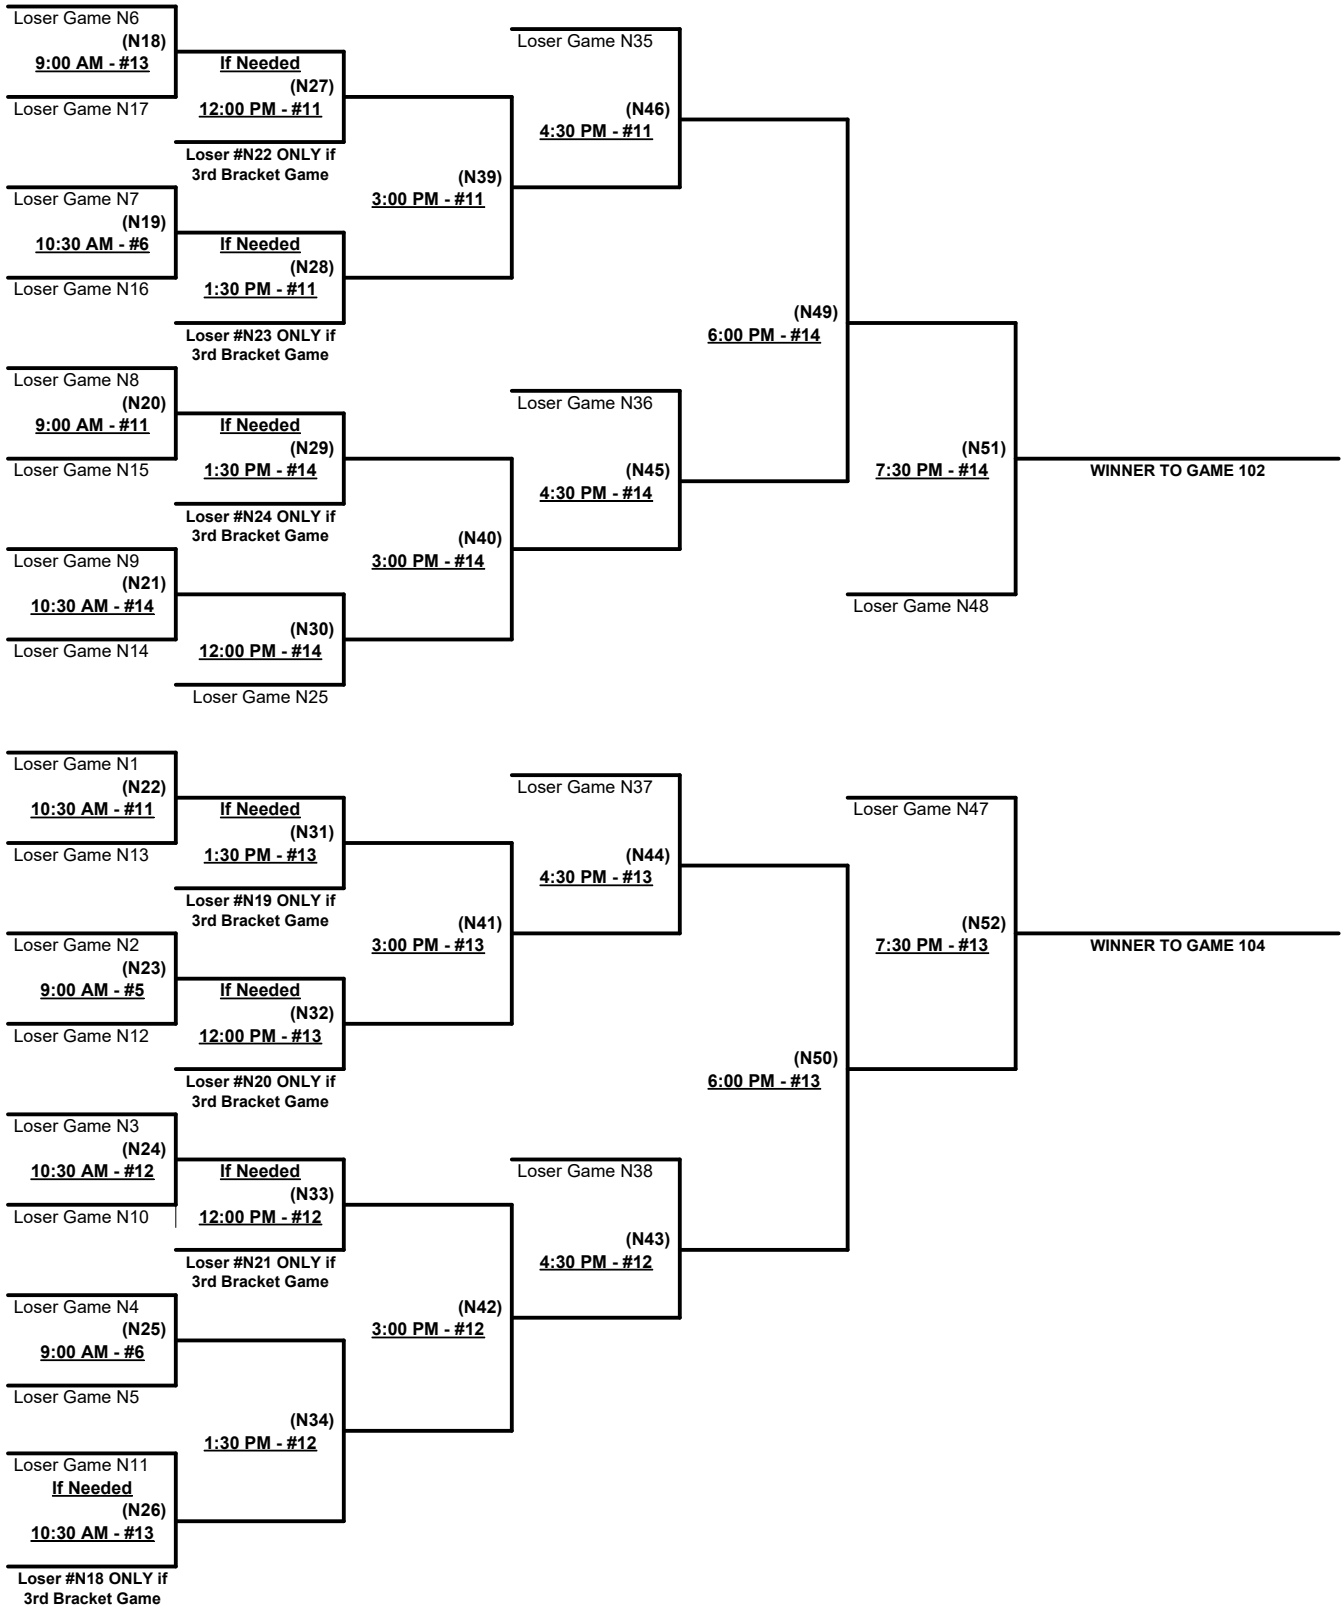 Loser Game N6
(N18)
9:00 AM - #13
Loser Game N17
If Needed
(N27)
12:00 PM - #11
Loser #N22 ONLY if
3rd Bracket Game
Loser Game N7
(N19)
10:30 AM - #6
Loser Game N16
If Needed
(N28)
1:30 PM - #11
Loser #N23 ONLY if
3rd Bracket Game
(N39)
3:00 PM - #11
Loser Game N35
(N46)
4:30 PM - #11
Loser Game N8
(N20)
9:00 AM - #11
Loser Game N15
If Needed
(N29)
1:30 PM - #14
Loser #N24 ONLY if
3rd Bracket Game
Loser Game N9
(N21)
10:30 AM - #14
Loser Game N14
(N30)
12:00 PM - #14
Loser Game N25
(N40)
3:00 PM - #14
Loser Game N36
(N45)
4:30 PM - #14
(N49)
6:00 PM - #14
(N51)
7:30 PM - #14
Loser Game N48
WINNER TO GAME 102
Loser Game N1
(N22)
10:30 AM - #11
Loser Game N13
If Needed
(N31)
1:30 PM - #13
Loser #N19 ONLY if
3rd Bracket Game
Loser Game N2
(N23)
9:00 AM - #5
Loser Game N12
If Needed
(N32)
12:00 PM - #13
Loser #N20 ONLY if
3rd Bracket Game
(N41)
3:00 PM - #13
Loser Game N37
(N44)
4:30 PM - #13
Loser Game N3
(N24)
10:30 AM - #12
Loser Game N10
If Needed
(N33)
12:00 PM - #12
Loser #N21 ONLY if
3rd Bracket Game
Loser Game N4
(N25)
9:00 AM - #6
Loser Game N5
Loser Game N11
If Needed
(N26)
10:30 AM - #13
Loser #N18 ONLY if
3rd Bracket Game
(N34)
1:30 PM - #12
(N42)
3:00 PM - #12
Loser Game N38
(N43)
4:30 PM - #12
(N50)
6:00 PM - #13
Loser Game N47
(N52)
7:30 PM - #13
WINNER TO GAME 104